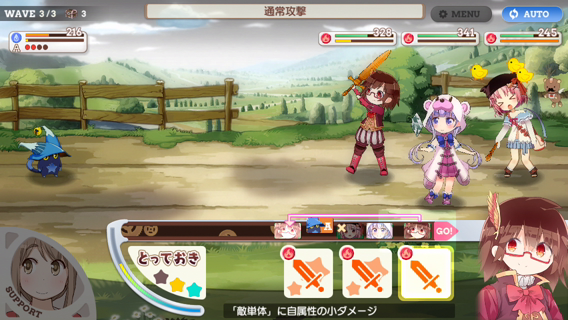 WAVE 3/3 3
通常攻撃
MENU
AUTO
216
A
328
341
245
A
GO!
とっておき
SUPPORT
「敵単体」に自属性の小ダメージ